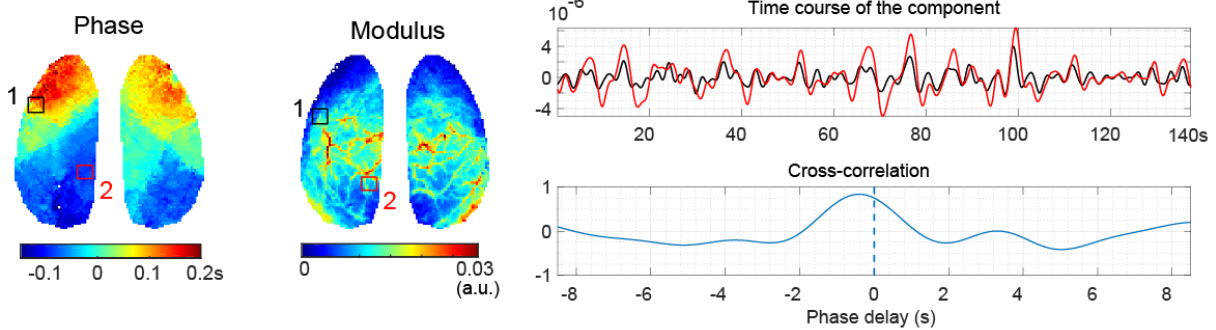 Phase
1
2
-0.1 0 0.1 0.2s
Modulus
1
2
0 0.03
(a.u.)
Time course of the component
10^-6
4
0
-4
20 40 60 80 100 120 140s
Cross-correlation
1
0
-1
-8 -6 -4 -2 0 2 4 6 8
Phase delay (s)